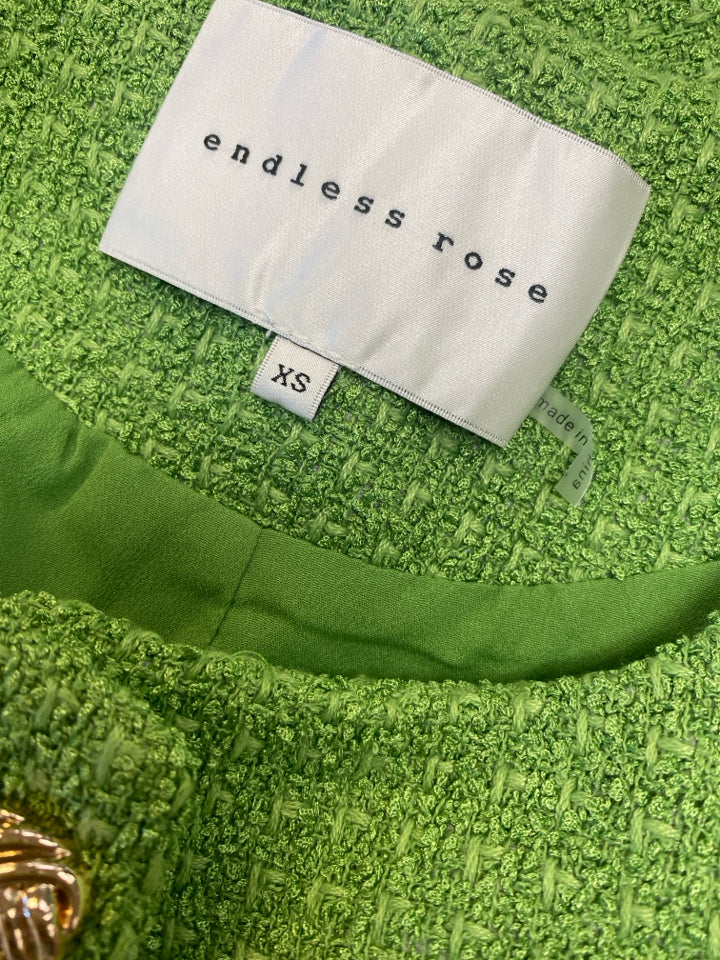 endless rose
XS
made in